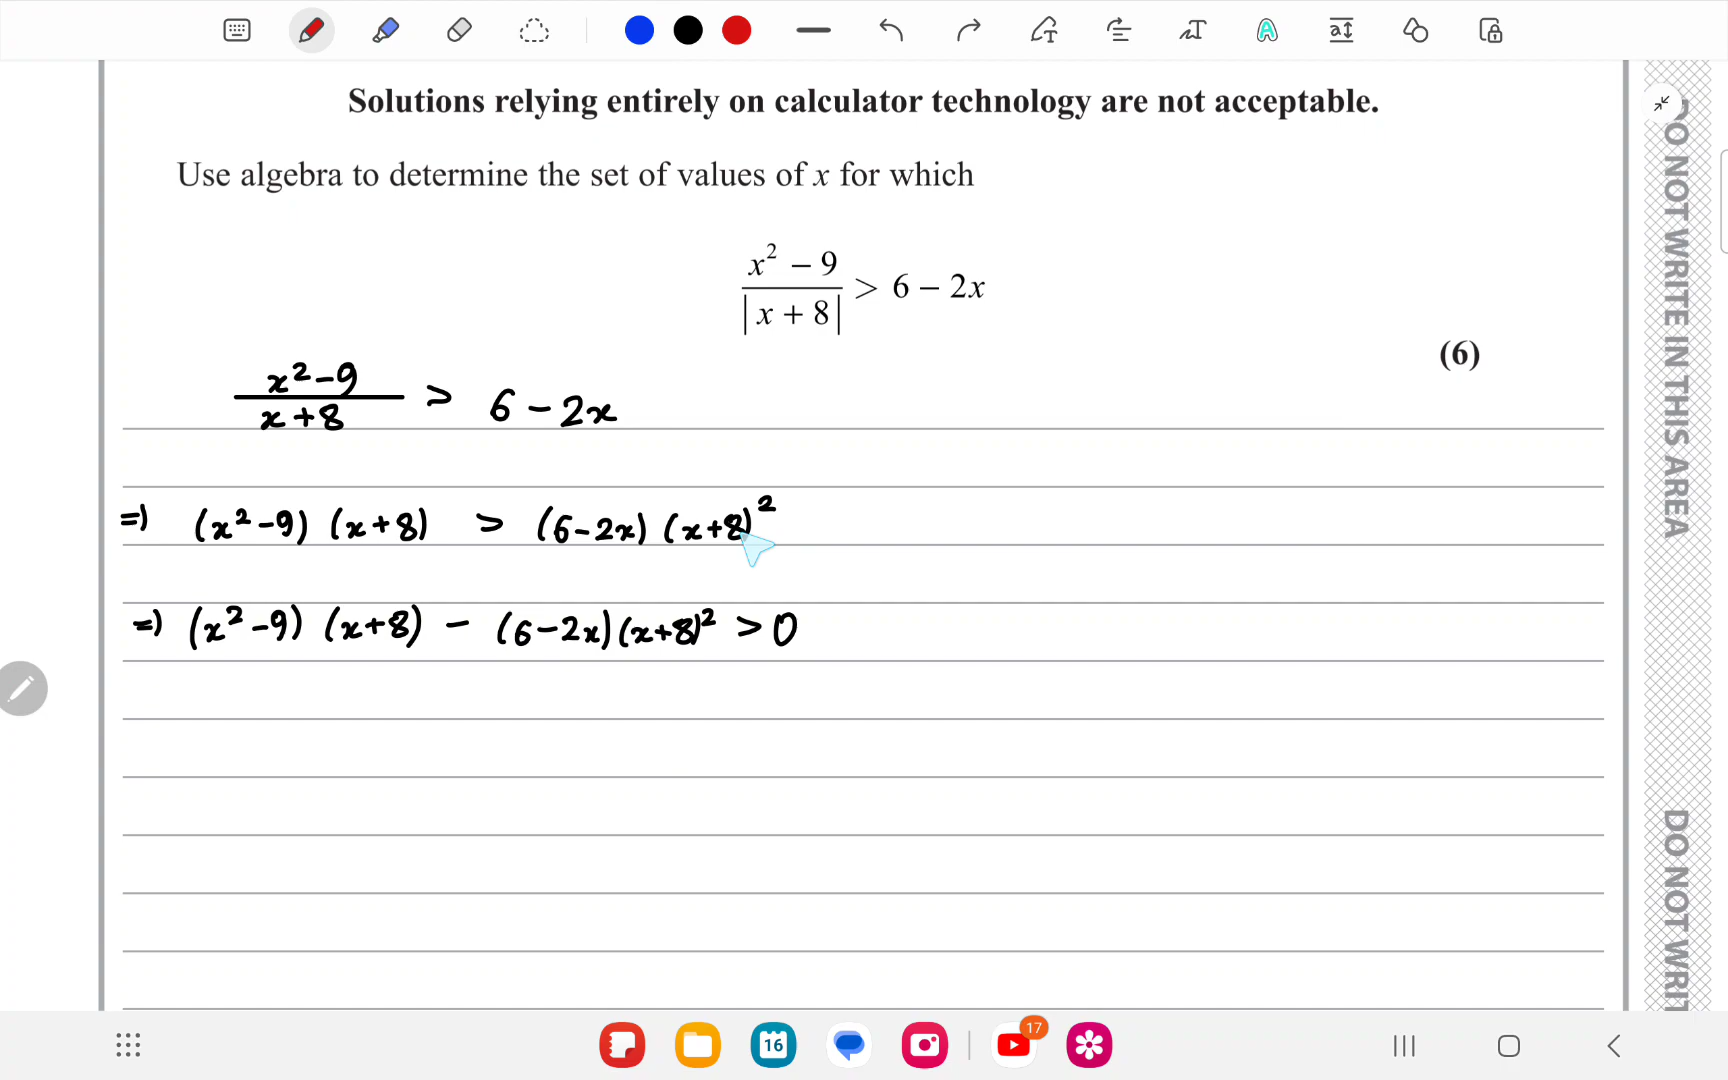 Solutions relying entirely on calculator technology are not acceptable.
Use algebra to determine the set of values of x for which
x² − 9
/ |x + 8| > 6 − 2x
(6)
x² − 9 / x + 8 > 6 − 2x
=) (x² − 9) (x + 8) > (6 − 2x) (x + 8)²
=) (x² − 9) (x + 8) − (6 − 2x)(x + 8)² > 0
DO NOT WRITE IN THIS AREA
DO NOT WRIT
16
17